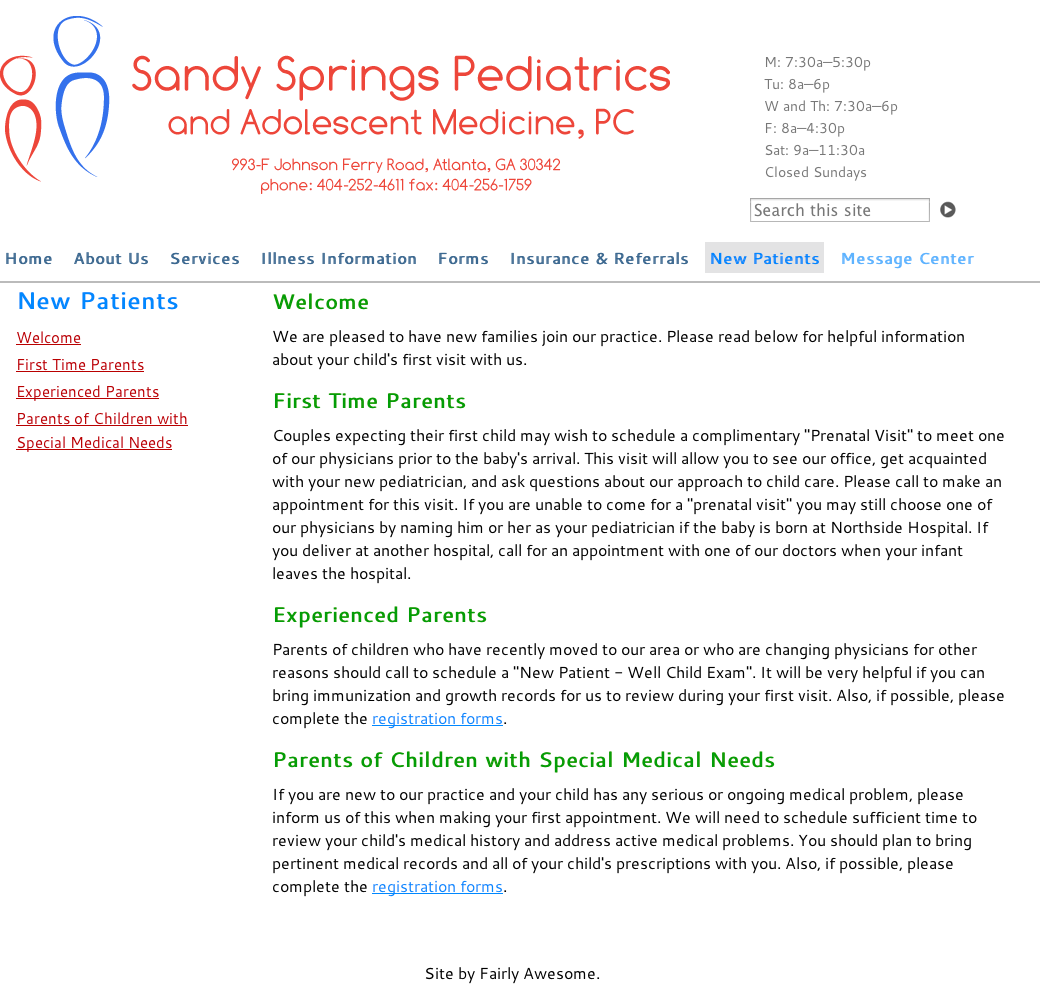 Sandy Springs Pediatrics
and Adolescent Medicine, PC
993-F Johnson Ferry Road, Atlanta, GA 30342
phone: 404-252-4611 fax: 404-256-1759
M: 7:30a—5:30p
Tu: 8a—6p
W and Th: 7:30a—6p
F: 8a—4:30p
Sat: 9a—11:30a
Closed Sundays
Search this site
Home About Us Services Illness Information Forms Insurance & Referrals New Patients Message Center
New Patients
Welcome
First Time Parents
Experienced Parents
Parents of Children with
Special Medical Needs
Welcome
We are pleased to have new families join our practice. Please read below for helpful information
about your child's first visit with us.
First Time Parents
Couples expecting their first child may wish to schedule a complimentary "Prenatal Visit" to meet one
of our physicians prior to the baby's arrival. This visit will allow you to see our office, get acquainted
with your new pediatrician, and ask questions about our approach to child care. Please call to make an
appointment for this visit. If you are unable to come for a "prenatal visit" you may still choose one of
our physicians by naming him or her as your pediatrician if the baby is born at Northside Hospital. If
you deliver at another hospital, call for an appointment with one of our doctors when your infant
leaves the hospital.
Experienced Parents
Parents of children who have recently moved to our area or who are changing physicians for other
reasons should call to schedule a "New Patient - Well Child Exam". It will be very helpful if you can
bring immunization and growth records for us to review during your first visit. Also, if possible, please
complete the registration forms.
Parents of Children with Special Medical Needs
If you are new to our practice and your child has any serious or ongoing medical problem, please
inform us of this when making your first appointment. We will need to schedule sufficient time to
review your child's medical history and address active medical problems. You should plan to bring
pertinent medical records and all of your child's prescriptions with you. Also, if possible, please
complete the registration forms.
Site by Fairly Awesome.